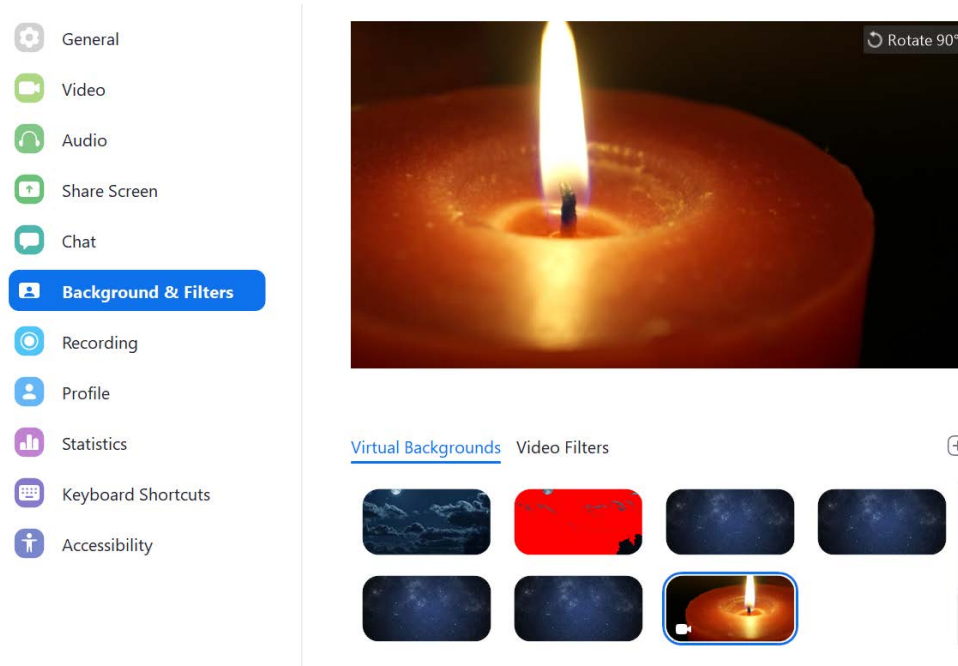 General
Video
Audio
Share Screen
Chat
Background & Filters
Recording
Profile
Statistics
Keyboard Shortcuts
Accessibility
Rotate 90°
Virtual Backgrounds
Video Filters